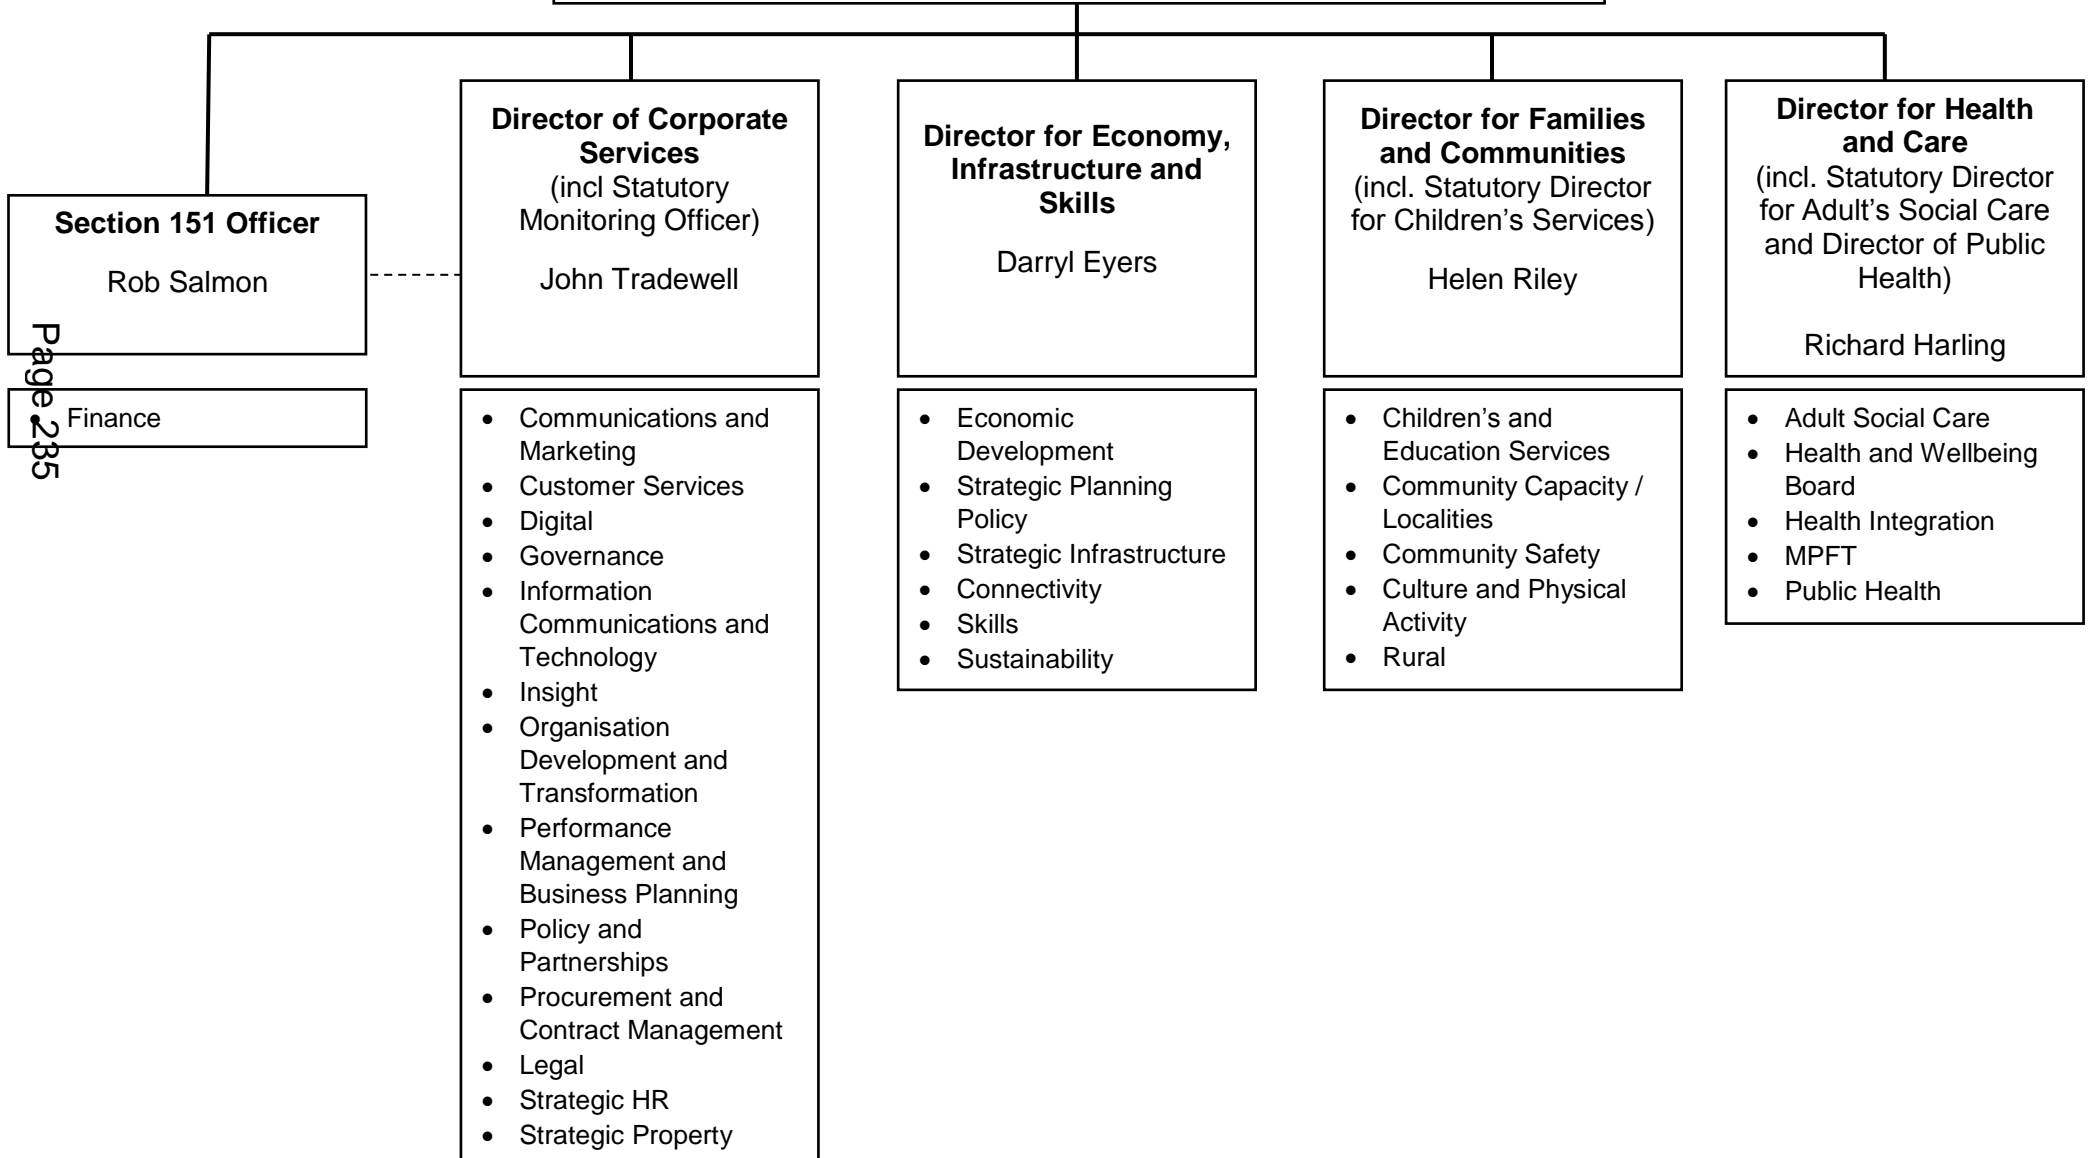 Section 151 Officer
Rob Salmon
Finance
Director of Corporate
Services
(incl Statutory
Monitoring Officer)
John Tradewell
• Communications and
Marketing
• Customer Services
• Digital
• Governance
• Information
Communications and
Technology
• Insight
• Organisation
Development and
Transformation
• Performance
Management and
Business Planning
• Policy and
Partnerships
• Procurement and
Contract Management
• Legal
• Strategic HR
• Strategic Property
Director for Economy,
Infrastructure and
Skills
Darryl Eyers
• Economic
Development
• Strategic Planning
Policy
• Strategic Infrastructure
• Connectivity
• Skills
• Sustainability
Director for Families
and Communities
(incl. Statutory Director
for Children’s Services)
Helen Riley
• Children’s and
Education Services
• Community Capacity /
Localities
• Community Safety
• Culture and Physical
Activity
• Rural
Director for Health
and Care
(incl. Statutory Director
for Adult’s Social Care
and Director of Public
Health)
Richard Harling
• Adult Social Care
• Health and Wellbeing
Board
• Health Integration
• MPFT
• Public Health
Page 235